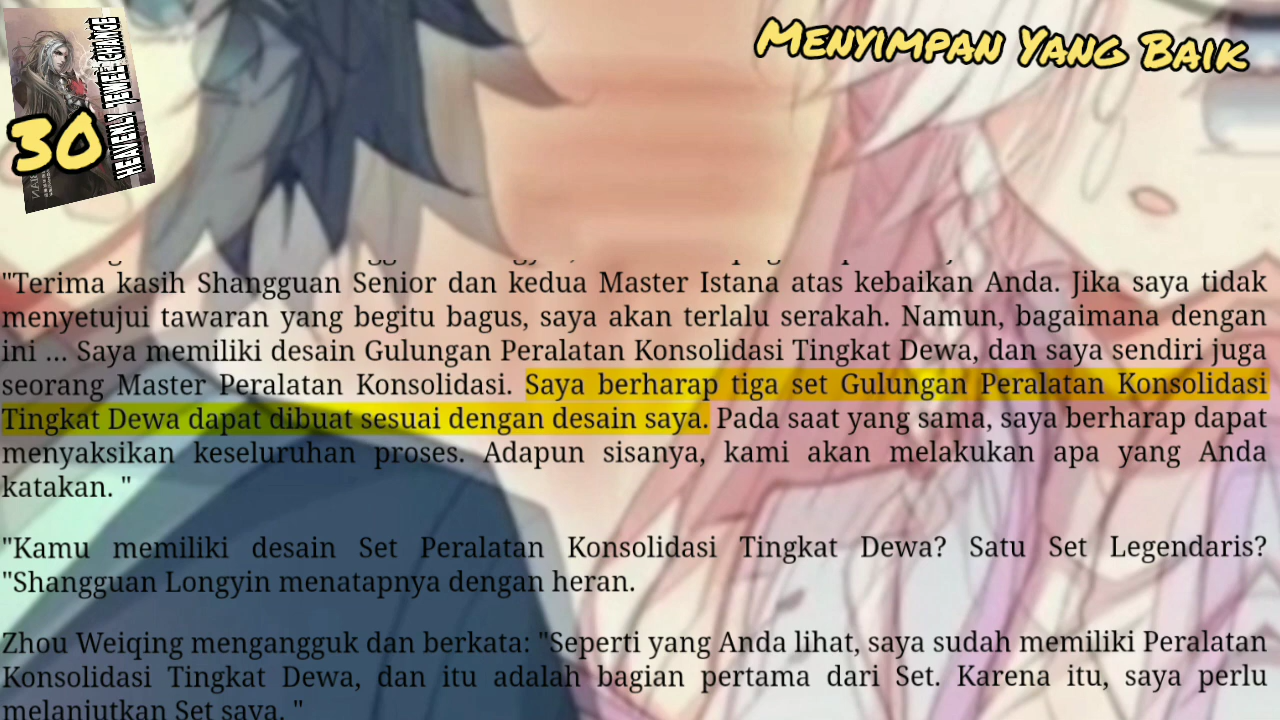 Menyimpan Yang Baik
30
HEAVENLY JEWEL CHANGE
"Terima kasih Shangguan Senior dan kedua Master Istana atas kebaikan Anda. Jika saya tidak
menyetujui tawaran yang begitu bagus, saya akan terlalu serakah. Namun, bagaimana dengan
ini ... Saya memiliki desain Gulungan Peralatan Konsolidasi Tingkat Dewa, dan saya sendiri juga
seorang Master Peralatan Konsolidasi. Saya berharap tiga set Gulungan Peralatan Konsolidasi
Tingkat Dewa dapat dibuat sesuai dengan desain saya. Pada saat yang sama, saya berharap dapat
menyaksikan keseluruhan proses. Adapun sisanya, kami akan melakukan apa yang Anda
katakan. "
"Kamu memiliki desain Set Peralatan Konsolidasi Tingkat Dewa? Satu Set Legendaris?
"Shangguan Longyin menatapnya dengan heran.
Zhou Weiqing mengangguk dan berkata: "Seperti yang Anda lihat, saya sudah memiliki Peralatan
Konsolidasi Tingkat Dewa, dan itu adalah bagian pertama dari Set. Karena itu, saya perlu
melanjutkan Set saya. "